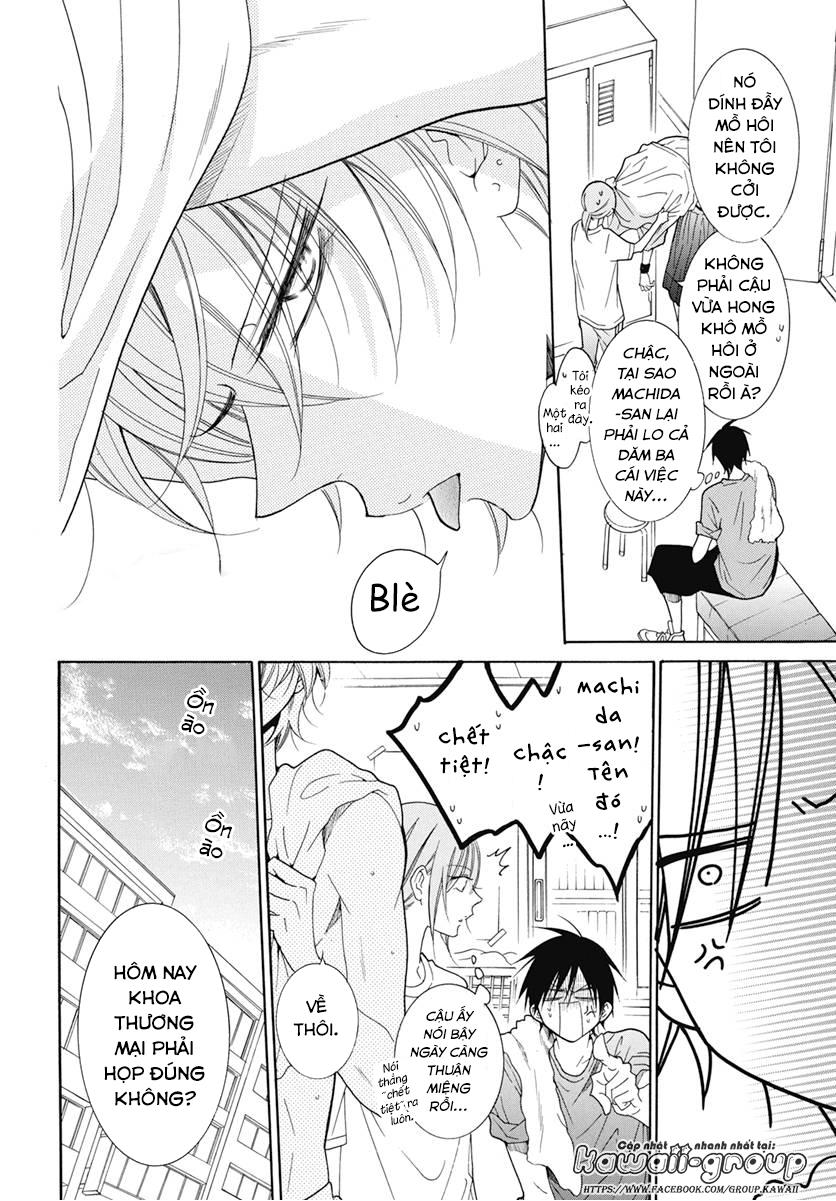 NÓ
DÍNH ĐẦY
MỒ HÔI
NÊN TÔI
KHÔNG
CỞI
ĐƯỢC.
KHÔNG
PHẢI CẬU
VỪA HONG
KHÔ MỒ
HÔI Ở
NGOÀI
RỒI À?
CHẬC,
TẠI SAO
MACHIDA
-SAN LẠI
PHẢI LO CẢ
DĂM BA
CÁI VIỆC
NÀY...
Tôi
kéo
ra
đây.
Một
hai
...
Blè
machi
da
-san!
Tên
đó
...!
chậc
!
Vừa
nãy
...
chết
tiệt!
CẬU ẤY
NÓI BẬY
NGÀY CÀNG
THUẬN
MIỆNG
RỒI...
Nói
thẳng
"chết
tiệt" ra
luôn.
VỀ
THÔI.
Ồn
ào
Ồn
ào
HÔM NAY
KHOA
THƯƠNG
MẠI PHẢI
HỌP ĐÚNG
KHÔNG?
Cập nhật nhanh nhất tại:
kawaii-group
HTTPS://WWW.FACEBOOK.COM/GROUP.KAWAII